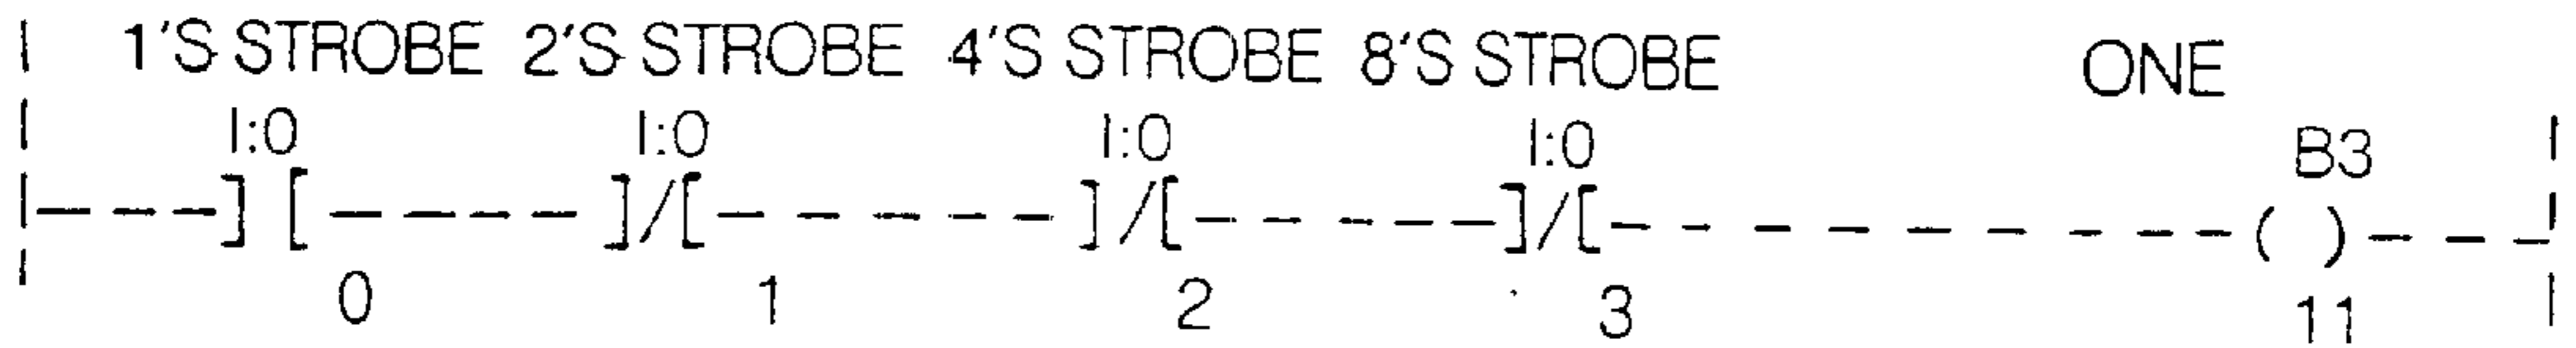 1'S STROBE 2'S STROBE 4'S STROBE 8'S STROBE ONE
I:0 I:0 I:0 I:0 B3
|---] [-----]/[-----]/[-----]/[---------( )---|
0 1 2 3 11